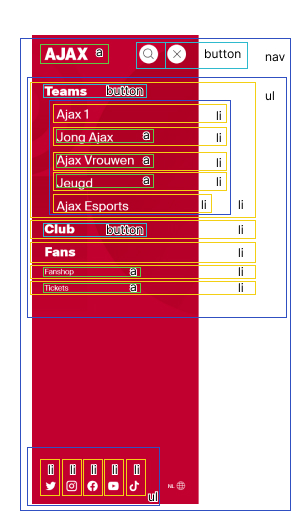 AJAX a button nav
Teams button ul
Ajax 1 li
Jong Ajax a li
Ajax Vrouwen a li
Jeugd a li
Ajax Esports li li
Club button li
Fans li
Fanshop a li
Tickets a li
li li li li li
NL
ul